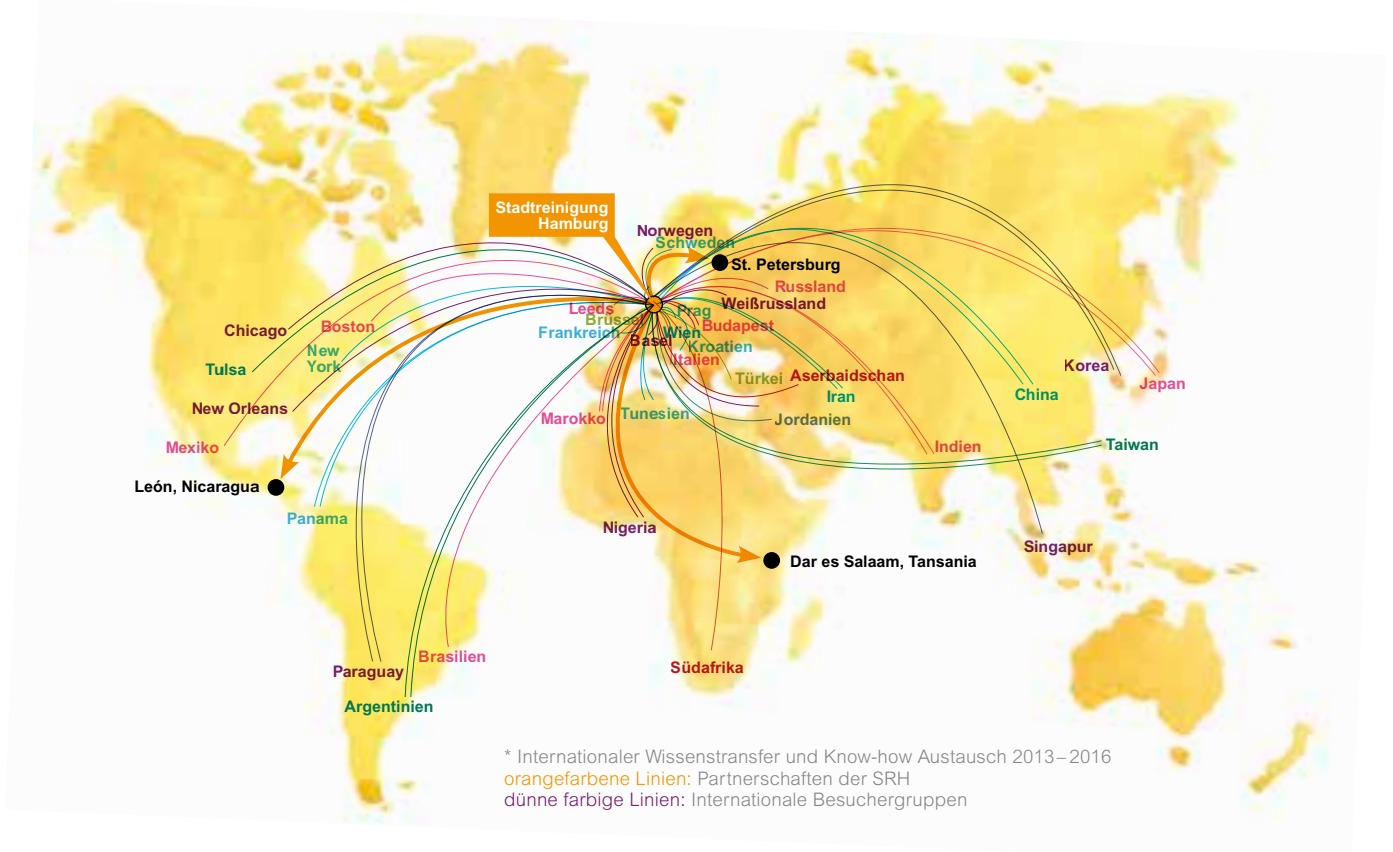 Stadtreinigung
Hamburg
Norwegen
Schweden
St. Petersburg
Russland
Weißrussland
Leeds
Brüssel
Prag
Budapest
Frankreich
Basel
Wien
Kroatien
Italien
Türkei
Aserbaidschan
Iran
Jordanien
Tunesien
Marokko
Chicago
Boston
New
York
Tulsa
New Orleans
Mexiko
León, Nicaragua
Panama
Korea
Japan
China
Taiwan
Indien
Singapur
Nigeria
Dar es Salaam, Tansania
Südafrika
Brasilien
Paraguay
Argentinien
* Internationaler Wissenstransfer und Know-how Austausch 2013–2016
orangefarbene Linien: Partnerschaften der SRH
dünne farbige Linien: Internationale Besuchergruppen